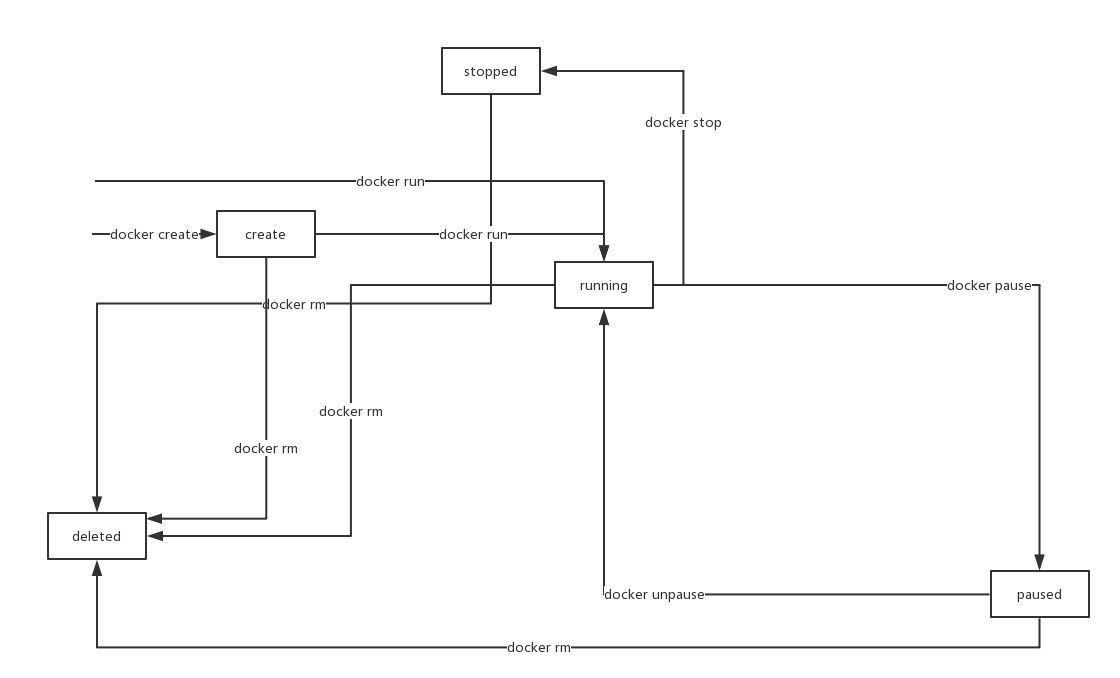 stopped
docker stop
docker run
docker create
create
docker run
running
docker pause
docker rm
docker rm
docker rm
deleted
docker unpause
paused
docker rm